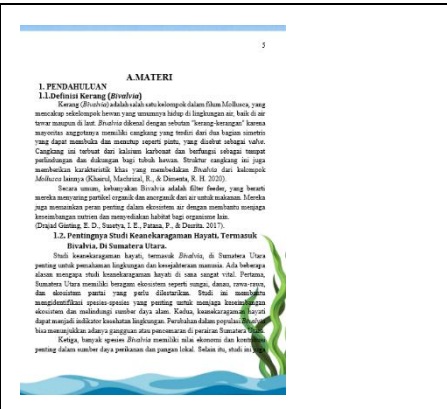 5
A.MATERI
1. PENDAHULUAN
1.1.Definisi Kerang (Bivalvia)
Kerang (Bivalvia) adalah salah satu kelompok dalam filum Mollusca, yang
mencakup sekelompok hewan yang umumnya hidup di lingkungan air, baik di air
tawar maupun di laut. Bivalvia dikenal dengan sebutan "kerang-kerangan" karena
mayoritas anggotanya memiliki cangkang yang terdiri dari dua bagian simetris
yang dapat membuka dan menutup seperti pintu, yang disebut sebagai valve.
Cangkang ini terbuat dari kalsium karbonat dan berfungsi sebagai tempat
perlindungan dan dukungan bagi tubuh hewan. Struktur cangkang ini juga
memberikan karakteristik khas yang membedakan Bivalvia dari kelompok
Mollusca lainnya (Khairul, Machrizal, R., & Dimenta, R. H. 2020).
Secara umum, kebanyakan Bivalvia adalah filter feeder, yang berarti
mereka menyaring partikel organik dan anorganik dari air untuk makanan. Mereka
juga memainkan peran penting dalam ekosistem air dengan membantu menjaga
keseimbangan nutrien dan menyediakan habitat bagi organisme lain.
(Drajad Ginting, E. D., Susetya, I. E., Patana, P., & Desrita. 2017).
1.2. Pentingnya Studi Keanekaragaman Hayati, Termasuk
Bivalvia, Di Sumatera Utara.
Studi keanekaragaman hayati, termasuk Bivalvia, di Sumatera Utara
penting untuk pemahaman lingkungan dan kesejahteraan manusia. Ada beberapa
alasan mengapa studi keanekaragaman hayati di sana sangat vital. Pertama,
Sumatera Utara memiliki beragam ekosistem seperti sungai, danau, rawa-rawa,
dan ekosistem pantai yang perlu dilestarikan. Studi ini membantu
mengidentifikasi spesies-spesies yang penting untuk menjaga keseimbangan
ekosistem dan melindungi sumber daya alam. Kedua, keanekaragaman hayati
dapat menjadi indikator kesehatan lingkungan. Perubahan dalam populasi Bivalvia
bisa menunjukkan adanya gangguan atau pencemaran di perairan Sumatera Utara.
Ketiga, banyak spesies Bivalvia memiliki nilai ekonomi dan kontribusi
penting dalam sumber daya perikanan dan pangan lokal. Selain itu, studi ini juga